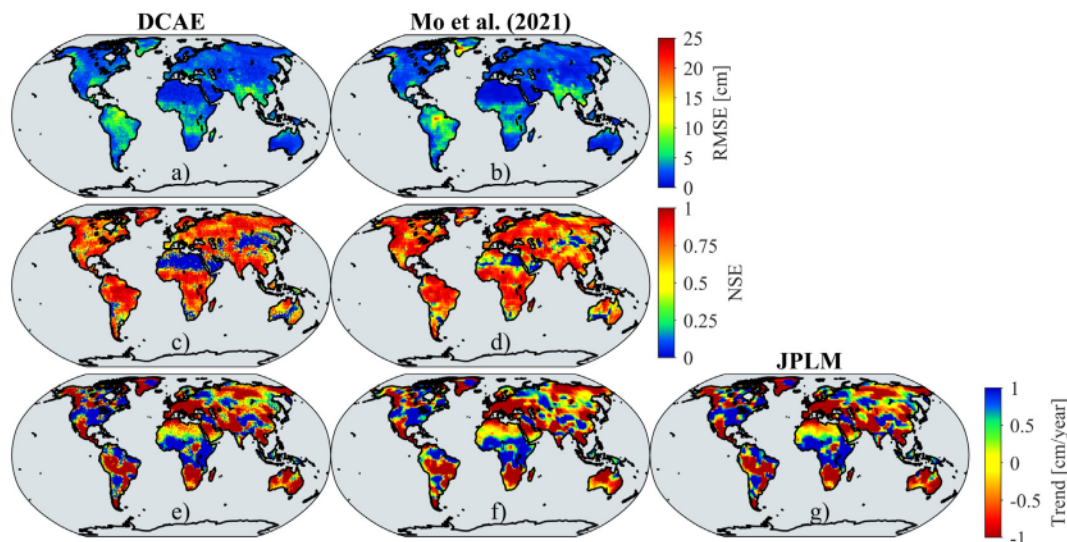 DCAE
Mo et al. (2021)
a)
b)
25
20
15
10
5
0
RMSE [cm]
c)
d)
1
0.75
0.5
0.25
0
NSE
JPLM
e)
f)
g)
1
0.5
0
-0.5
-1
Trend [cm/year]